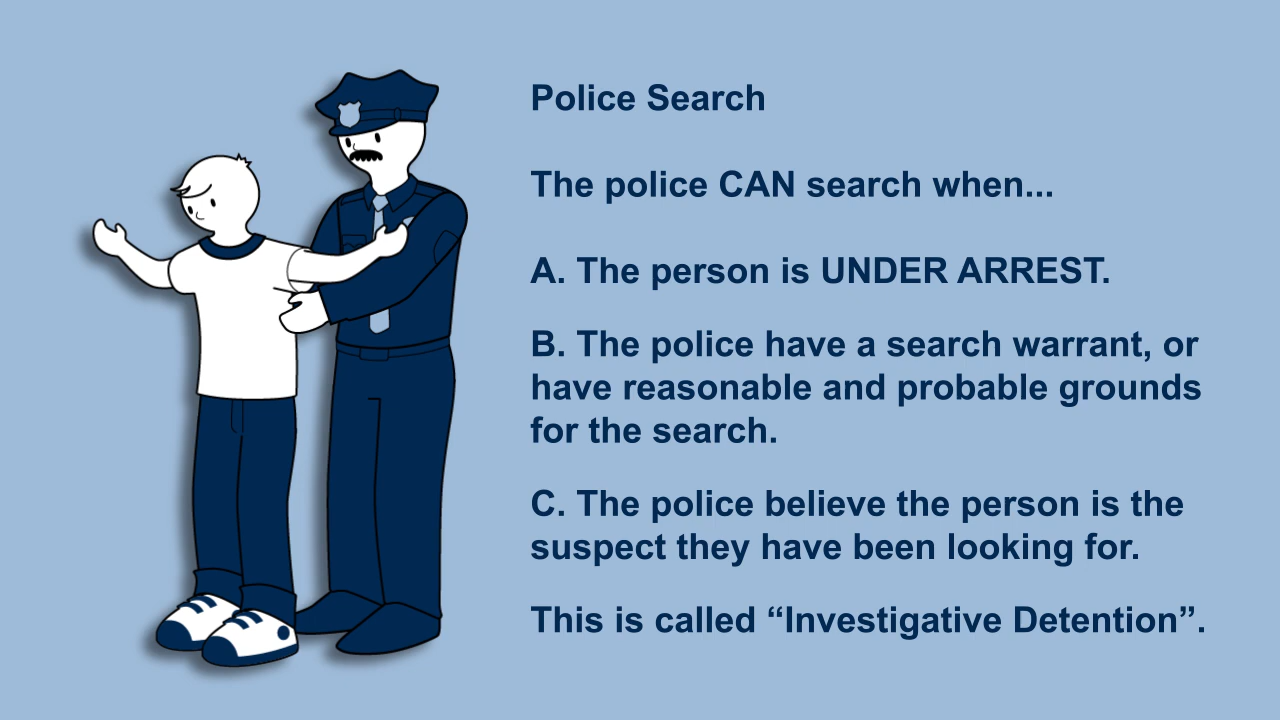 Police Search
The police CAN search when...
A. The person is UNDER ARREST.
B. The police have a search warrant, or
have reasonable and probable grounds
for the search.
C. The police believe the person is the
suspect they have been looking for.
This is called “Investigative Detention”.